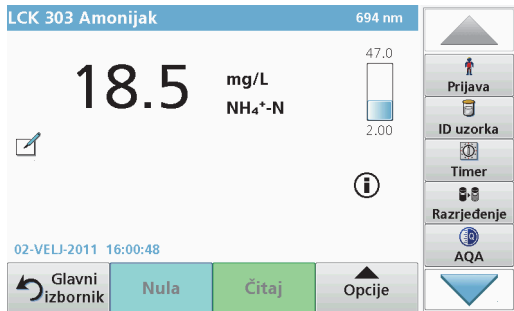 LCK 303 Amonijak 694 nm
47.0
18.5 mg/L
NH₄⁺-N
2.00
i
02-VELJ-2011 16:00:48
Glavni
izbornik
Nula
Čitaj
Opcije
Prijava
ID uzorka
Timer
Razrjeđenje
AQA